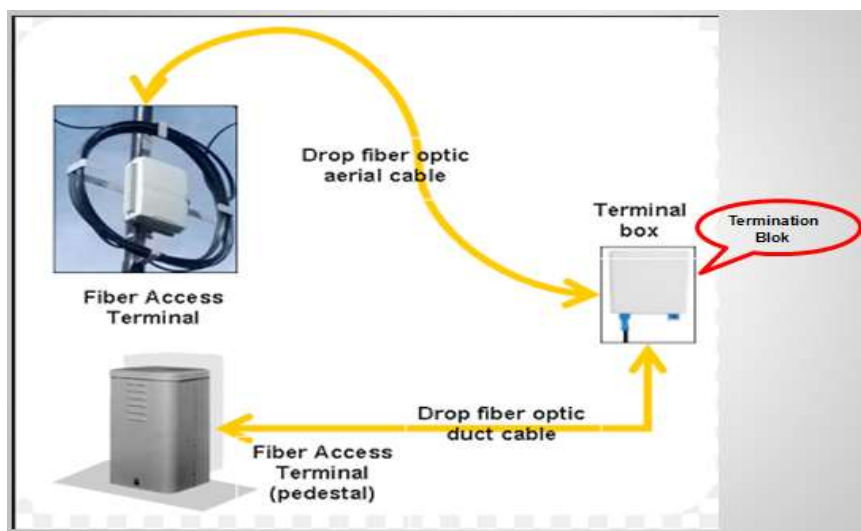 Drop fiber optic
aerial cable
Terminal
box
Termination
Blok
Fiber Access
Terminal
Drop fiber optic
duct cable
Fiber Access
Terminal
(pedestal)